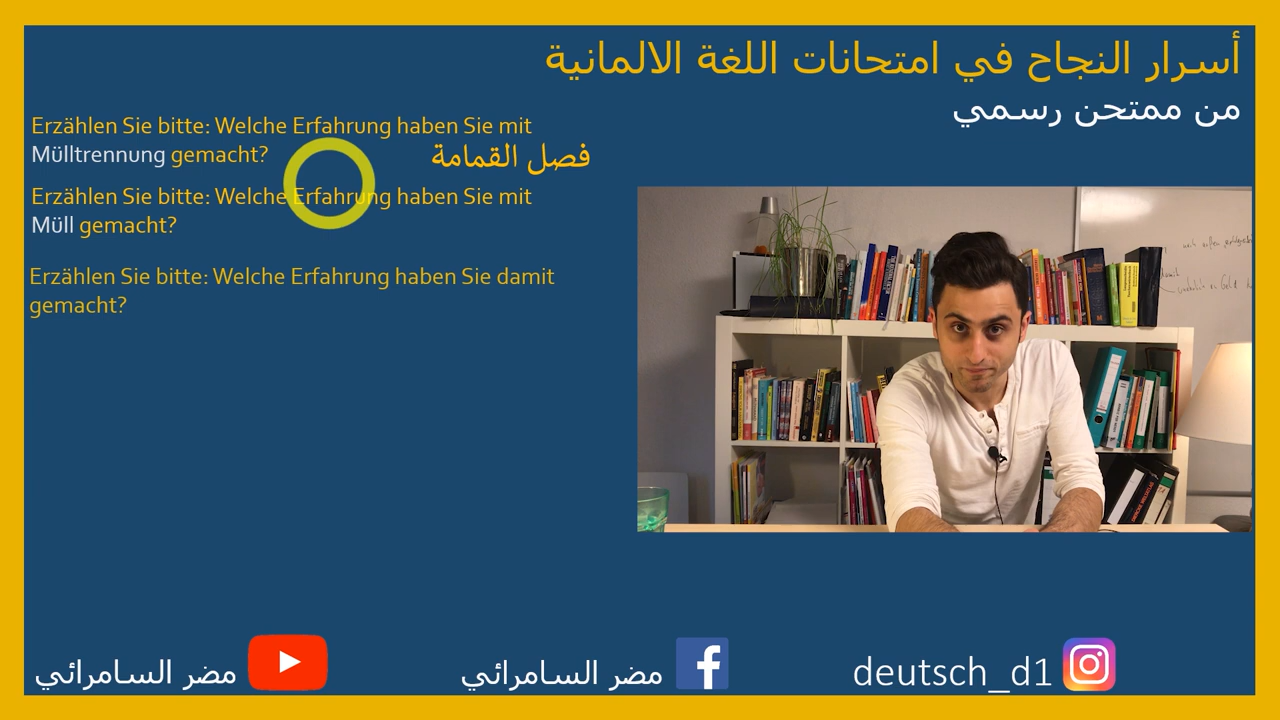 أسرار النجاح في امتحانات اللغة الالمانية
من ممتحن رسمي
Erzählen Sie bitte: Welche Erfahrung haben Sie mit
Mülltrennung gemacht?
فصل القمامة
Erzählen Sie bitte: Welche Erfahrung haben Sie mit
Müll gemacht?
Erzählen Sie bitte: Welche Erfahrung haben Sie damit
gemacht?
مضر السامرائي
مضر السامرائي
deutsch_d1